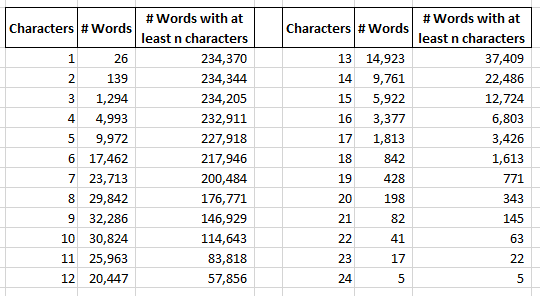 Characters # Words # Words with at least n characters Characters # Words # Words with at least n characters
1 26 234,370 13 14,923 37,409
2 139 234,344 14 9,761 22,486
3 1,294 234,205 15 5,922 12,724
4 4,993 232,911 16 3,377 6,803
5 9,972 227,918 17 1,813 3,426
6 17,462 217,946 18 842 1,613
7 23,713 200,484 19 428 771
8 29,842 176,771 20 198 343
9 32,286 146,929 21 82 145
10 30,824 114,643 22 41 63
11 25,963 83,818 23 17 22
12 20,447 57,856 24 5 5